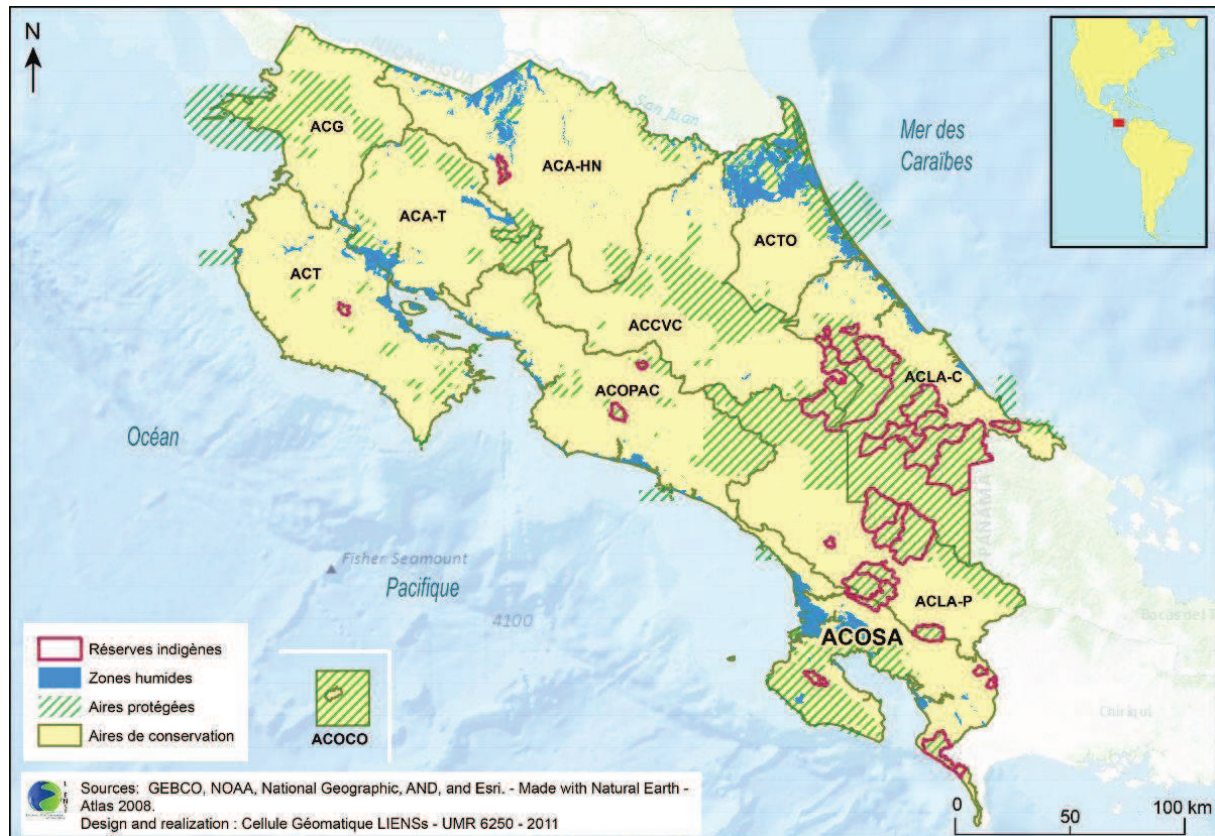 N
NICARAGUA
San Juan
Mer des
Caraïbes
ACG
ACA-HN
ACA-T
ACTO
ACT
ACCVC
ACLA-C
ACOPAC
Océan
PANAMA
Fisher Seamount
Pacifique
4100
ACLA-P
ACOSA
Chiriquí
Réserves indigènes
Zones humides
Aires protégées
Aires de conservation
ACOCO
Sources: GEBCO, NOAA, National Geographic, AND, and Esri. - Made with Natural Earth -
Atlas 2008.
Design and realization : Cellule Géomatique LIENSs - UMR 6250 - 2011
0
50
100 km